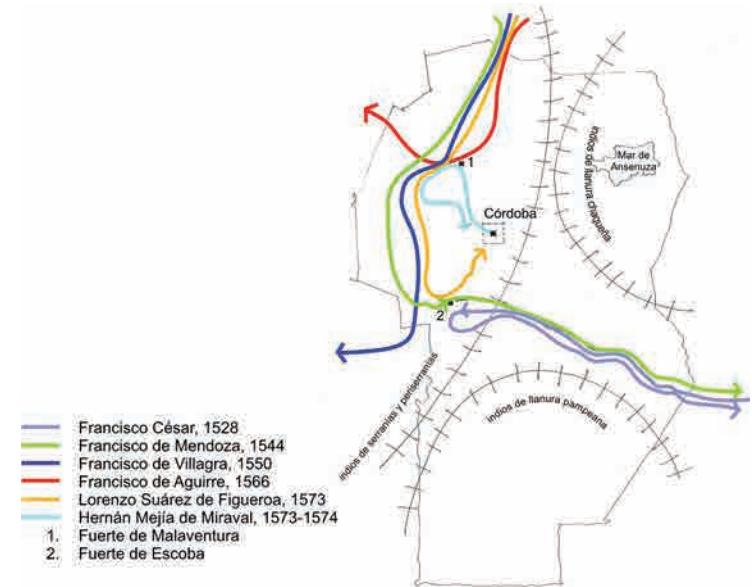 1
indios de llanura chaqueña
Mar de
Ansenuza
Córdoba
2
indios de serranías y periserranías
indios de llanura pampeana
Francisco César, 1528
Francisco de Mendoza, 1544
Francisco de Villagra, 1550
Francisco de Aguirre, 1566
Lorenzo Suárez de Figueroa, 1573
Hernán Mejía de Miraval, 1573-1574
1. Fuerte de Malaventura
2. Fuerte de Escoba